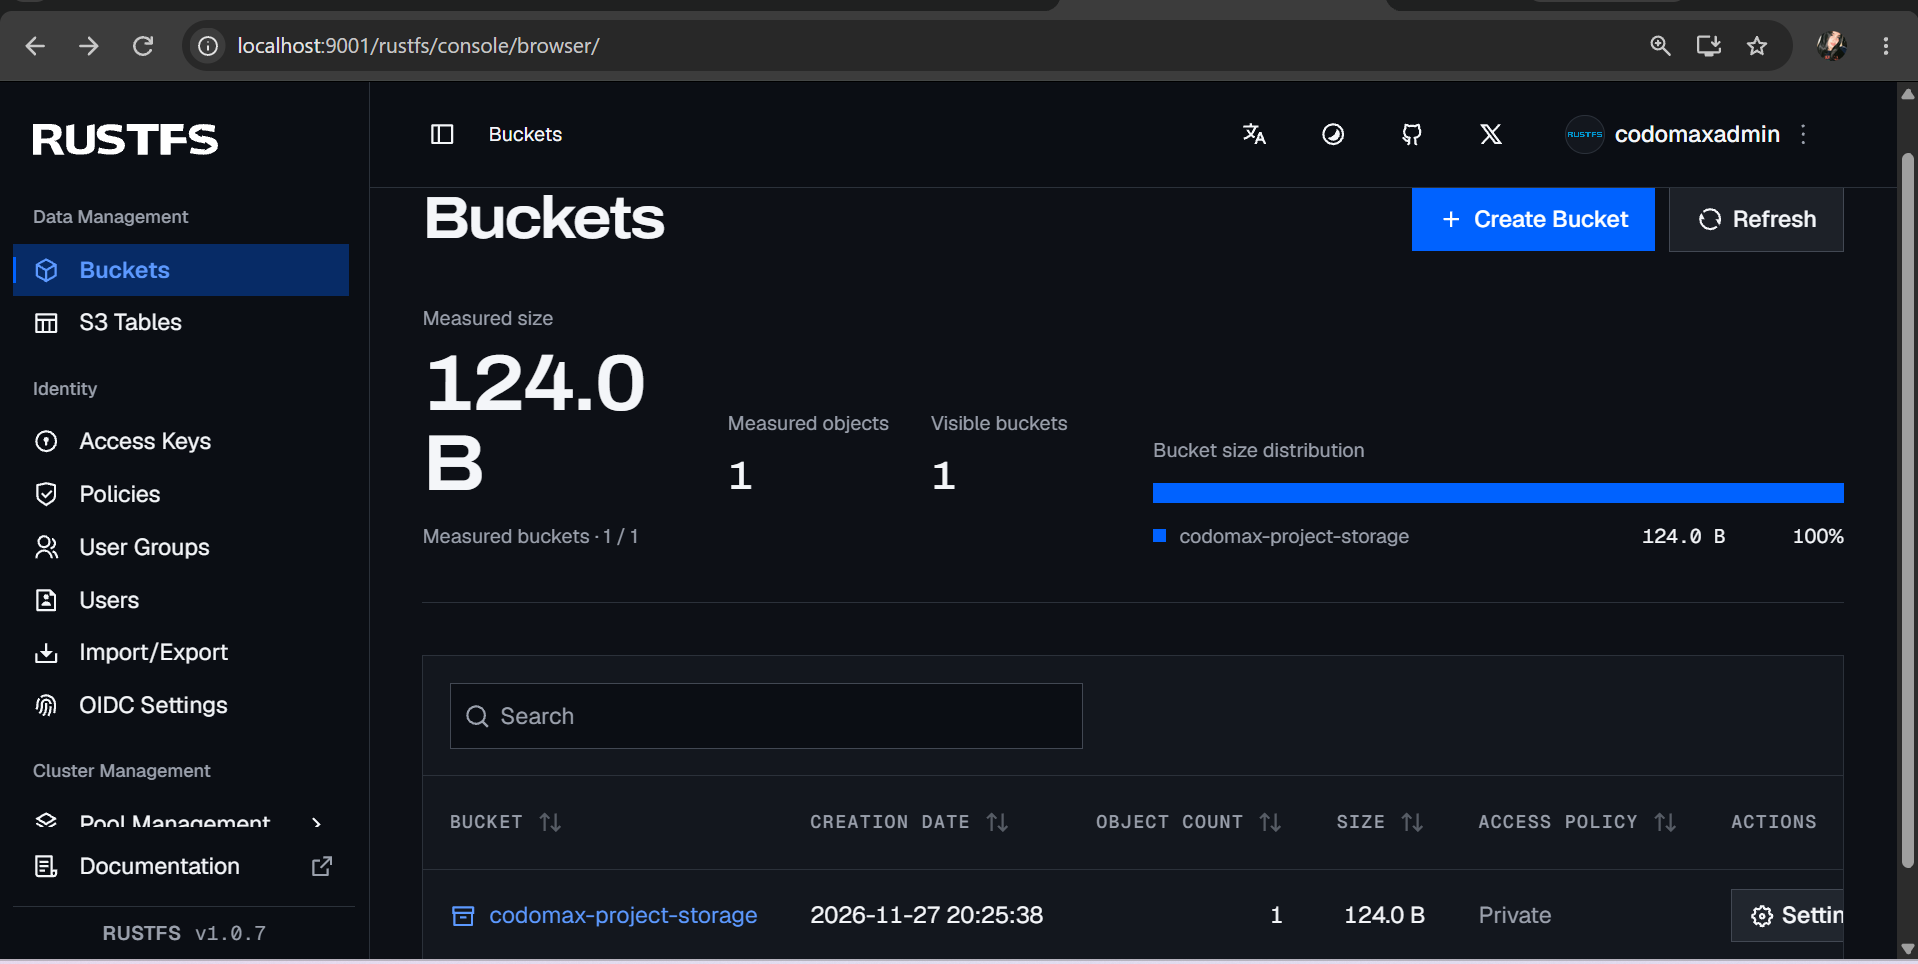 localhost:9001/rustfs/console/browser/
RUSTFS
Buckets
RUSTFS
codomaxadmin
Data Management
Buckets
S3 Tables
Identity
Access Keys
Policies
User Groups
Users
Import/Export
OIDC Settings
Cluster Management
Pool Management
Documentation
RUSTFS v1.0.7
Buckets
+ Create Bucket
Refresh
Measured size
124.0
B
Measured buckets · 1 / 1
Measured objects
1
Visible buckets
1
Bucket size distribution
codomax-project-storage 124.0 B 100%
Search
BUCKET CREATION DATE OBJECT COUNT SIZE ACCESS POLICY ACTIONS
codomax-project-storage 2026-11-27 20:25:38 1 124.0 B Private Settin